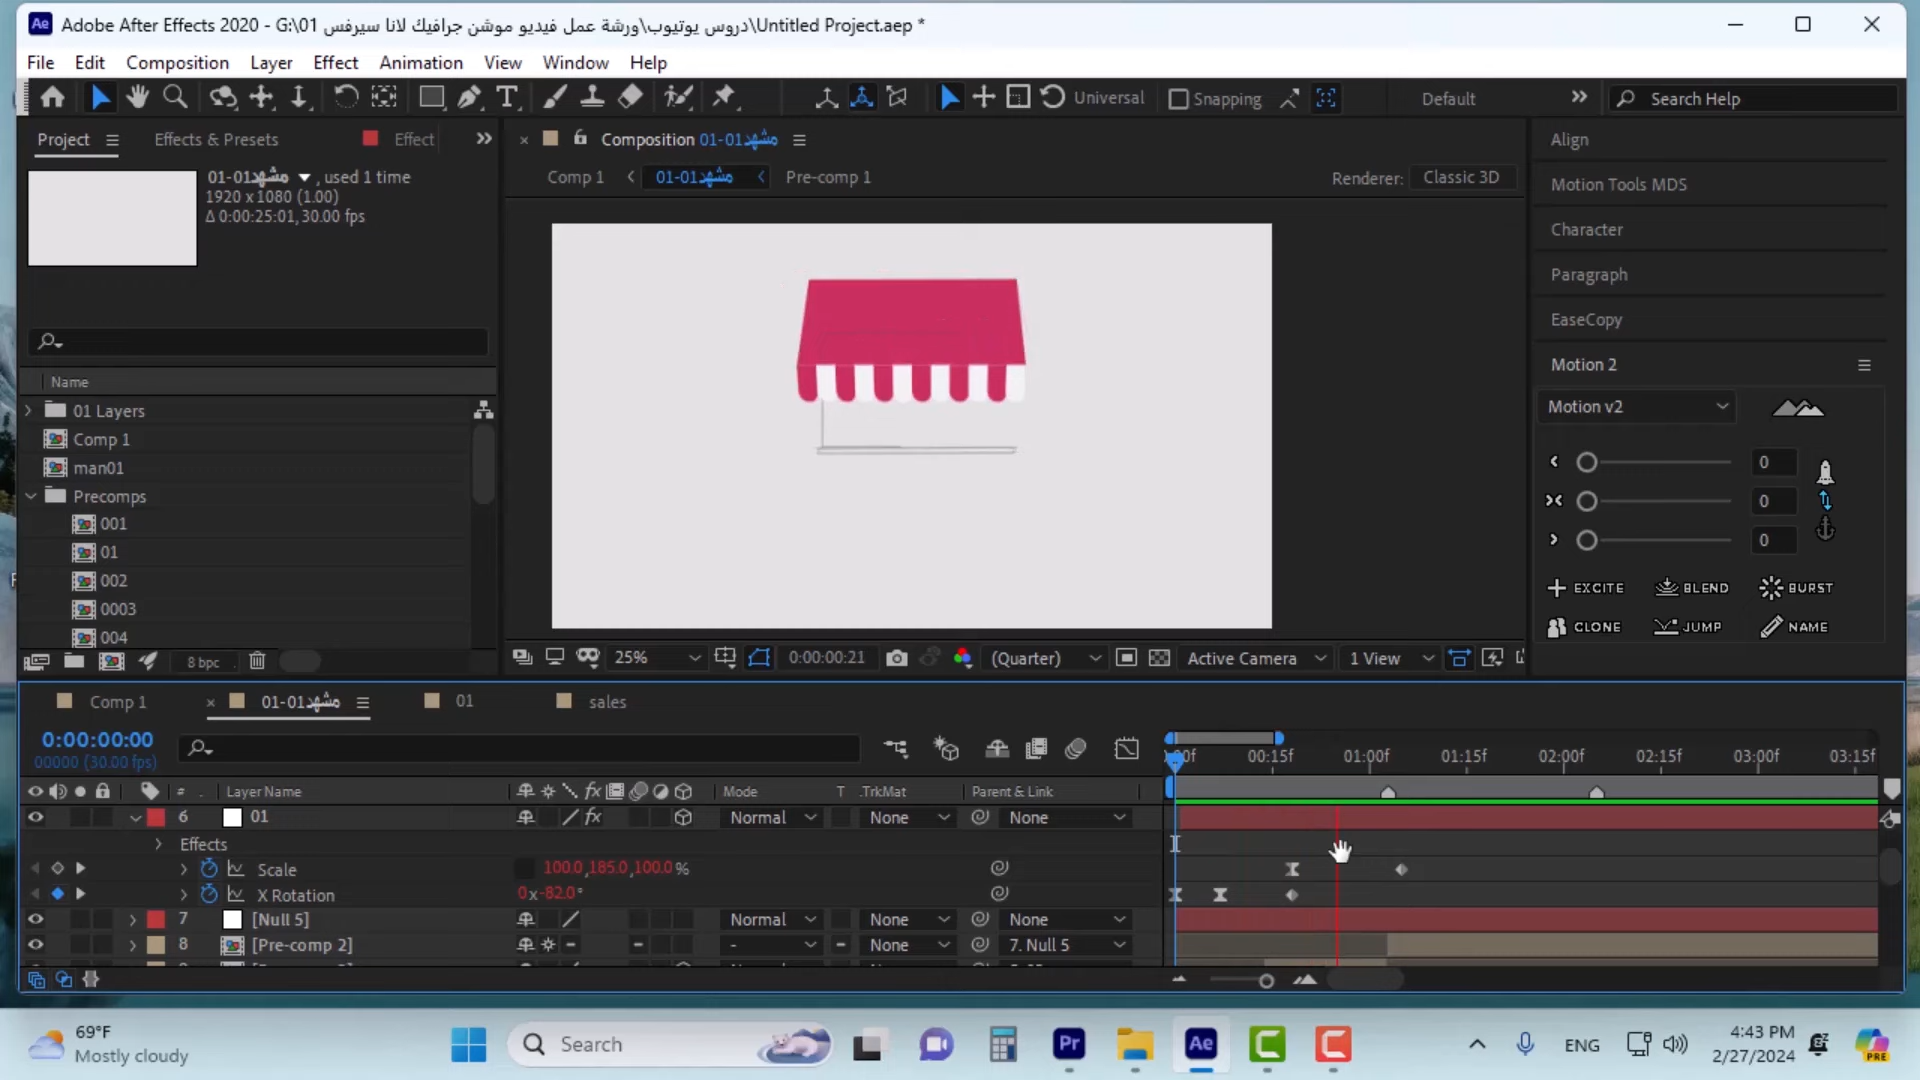 Ae Adobe After Effects 2020 - G:\01 دروس يوتيوب\ورشة عمل فيديو موشن جرافيك لانا سيرفس\Untitled Project.aep *
File Edit Composition Layer Effect Animation View Window Help
Universal Snapping Default Search Help
Project Effects & Presets Effect
Composition 01-01مشهد
Align
01-01مشهد , used 1 time
1920 x 1080 (1.00)
Δ 0:00:25:01, 30.00 fps
Comp 1 01-01مشهد Pre-comp 1
Renderer: Classic 3D
Motion Tools MDS
Character
Paragraph
EaseCopy
Motion 2
Motion v2
0
0
0
EXCITE BLEND BURST
CLONE JUMP NAME
Name
01 Layers
Comp 1
man01
Precomps
001
01
002
0003
004
8 bpc
25% 0:00:00:21 (Quarter) Active Camera 1 View
Comp 1 01-01مشهد 01 sales
0:00:00:00
00000 (30.00 fps)
00:15f 01:00f 01:15f 02:00f 02:15f 03:00f 03:15f
# Layer Name Mode T .TrkMat Parent & Link
6 01 Normal None None
Effects
Scale 100.0,185.0,100.0%
X Rotation 0x-82.0°
7 [Null 5] Normal None None
8 [Pre-comp 2] - None 7. Null 5
69°F
Mostly cloudy
Search
Pr Ae
ENG
4:43 PM
2/27/2024
PRE